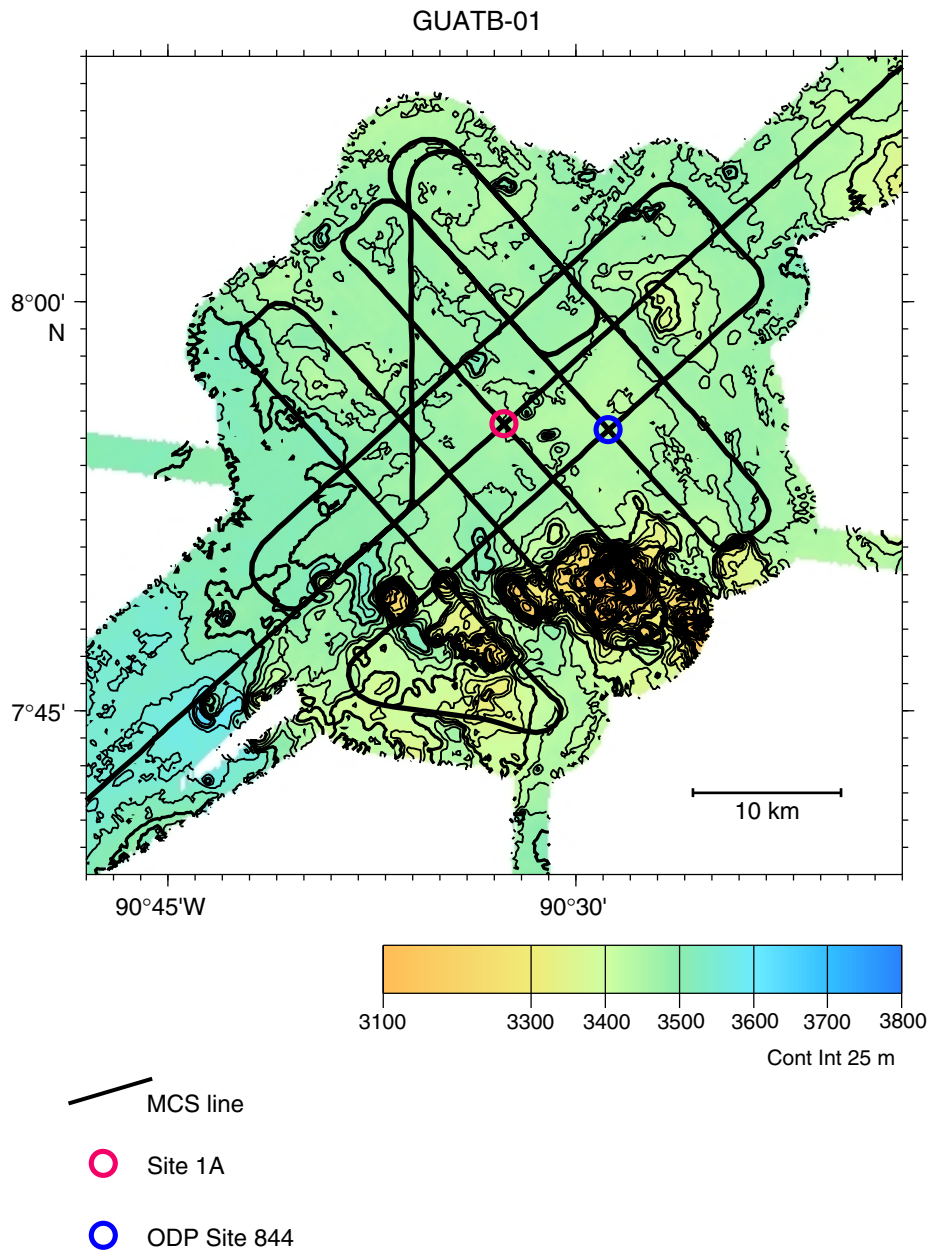 GUATB-01
8°00'
N
7°45'
10 km
90°45'W 90°30'
3100 3300 3400 3500 3600 3700 3800
Cont Int 25 m
MCS line
Site 1A
ODP Site 844